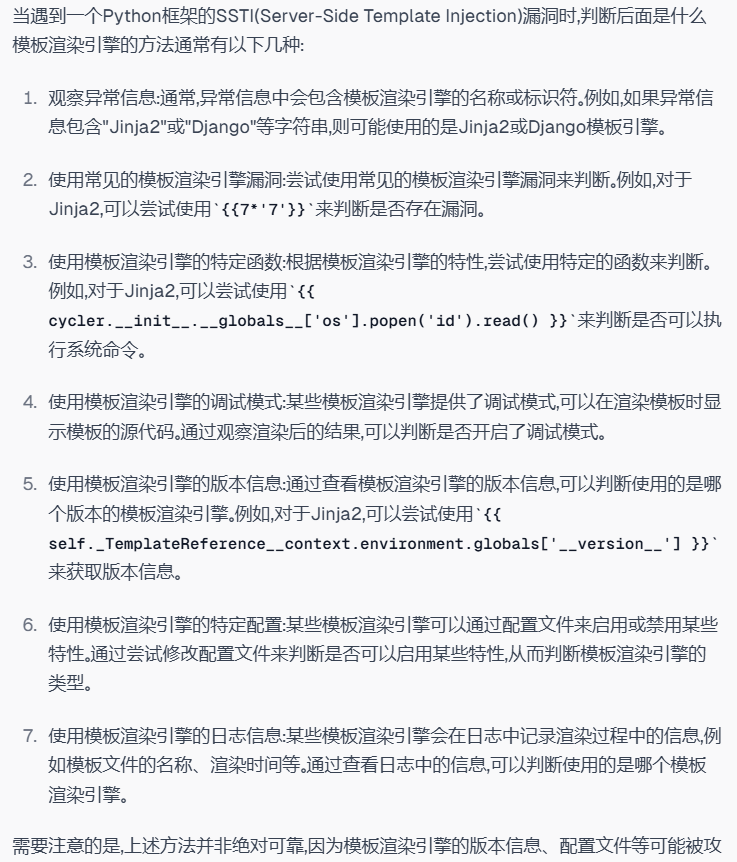 当遇到一个Python框架的SSTI(Server-Side Template Injection)漏洞时,判断后面是什么
模板渲染引擎的方法通常有以下几种:
1. 观察异常信息:通常,异常信息中会包含模板渲染引擎的名称或标识符。例如,如果异常信
息包含"Jinja2"或"Django"等字符串,则可能使用的是Jinja2或Django模板引擎。
2. 使用常见的模板渲染引擎漏洞:尝试使用常见的模板渲染引擎漏洞来判断。例如,对于
Jinja2,可以尝试使用`{{7*'7'}}`来判断是否存在漏洞。
3. 使用模板渲染引擎的特定函数:根据模板渲染引擎的特性,尝试使用特定的函数来判断。
例如,对于Jinja2,可以尝试使用`{{
cycler.__init__.__globals__['os'].popen('id').read() }}`来判断是否可以执
行系统命令。
4. 使用模板渲染引擎的调试模式:某些模板渲染引擎提供了调试模式,可以在渲染模板时显
示模板的源代码。通过观察渲染后的结果,可以判断是否开启了调试模式。
5. 使用模板渲染引擎的版本信息:通过查看模板渲染引擎的版本信息,可以判断使用的是哪
个版本的模板渲染引擎。例如,对于Jinja2,可以尝试使用`{{
self._TemplateReference__context.environment.globals['__version__'] }}`
来获取版本信息。
6. 使用模板渲染引擎的特定配置:某些模板渲染引擎可以通过配置文件来启用或禁用某些
特性。通过尝试修改配置文件来判断是否可以启用某些特性,从而判断模板渲染引擎的
类型。
7. 使用模板渲染引擎的日志信息:某些模板渲染引擎会在日志中记录渲染过程中的信息,例
如模板文件的名称、渲染时间等。通过查看日志中的信息,可以判断使用的是哪个模板
渲染引擎。
需要注意的是,上述方法并非绝对可靠,因为模板渲染引擎的版本信息、配置文件等可能被攻